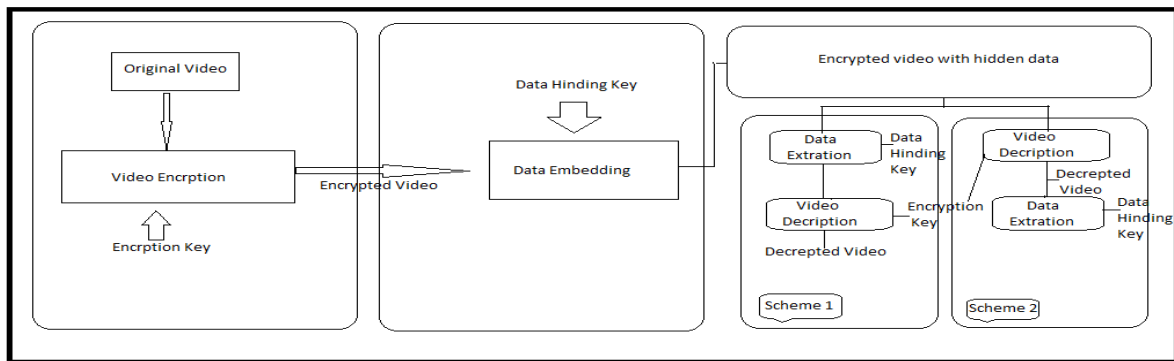 Original Video
Video Encrption
Encrption Key
Encrypted Video
Data Hinding Key
Data Embedding
Encrypted video with hidden data
Data
Extration
Data
Hinding
Key
Video
Decription
Encryption
Key
Decrepted Video
Scheme 1
Video
Decription
Decrepted
Video
Data
Extration
Data
Hinding
Key
Scheme 2